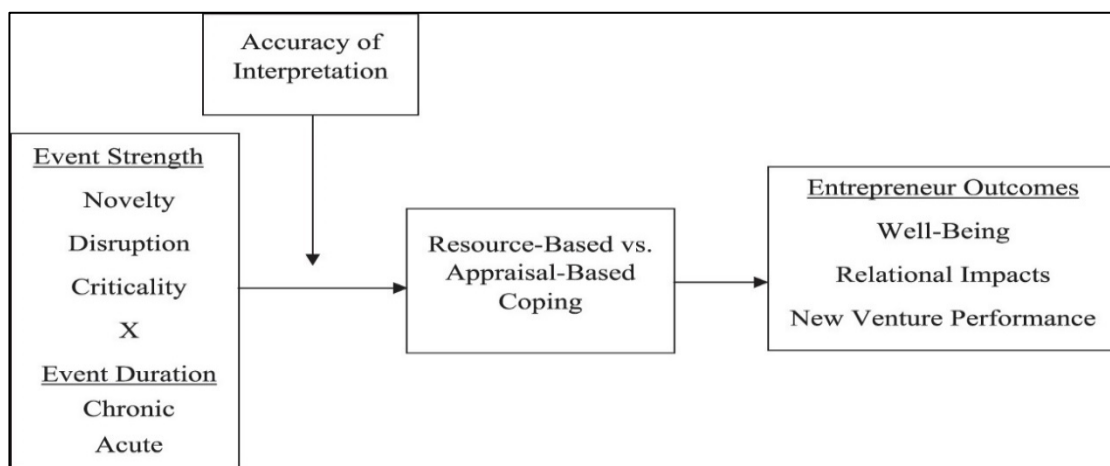 Accuracy of
Interpretation
Event Strength
Novelty
Disruption
Criticality
X
Event Duration
Chronic
Acute
Resource-Based vs.
Appraisal-Based
Coping
Entrepreneur Outcomes
Well-Being
Relational Impacts
New Venture Performance